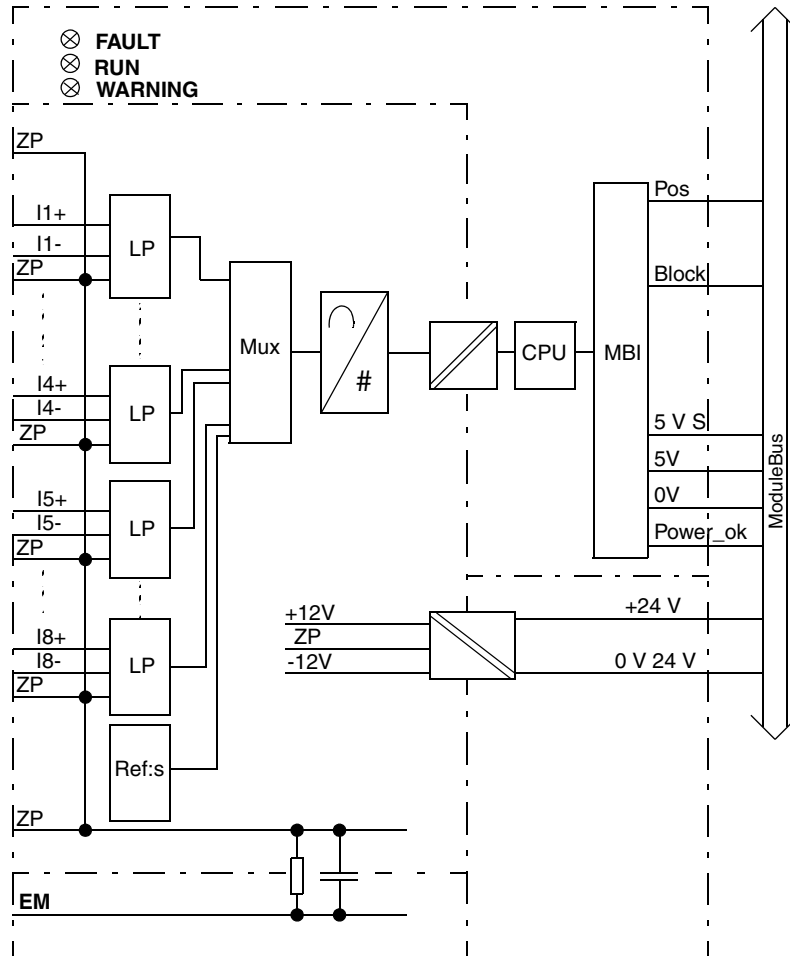 FAULT
RUN
WARNING
ZP
I1+
I1-
ZP
LP
I4+
I4-
ZP
LP
I5+
I5-
ZP
LP
I8+
I8-
ZP
LP
Ref:s
ZP
EM
Mux
#
CPU
MBI
Pos
Block
5 V S
5V
0V
Power_ok
+12V
ZP
-12V
+24 V
0 V 24 V
ModuleBus